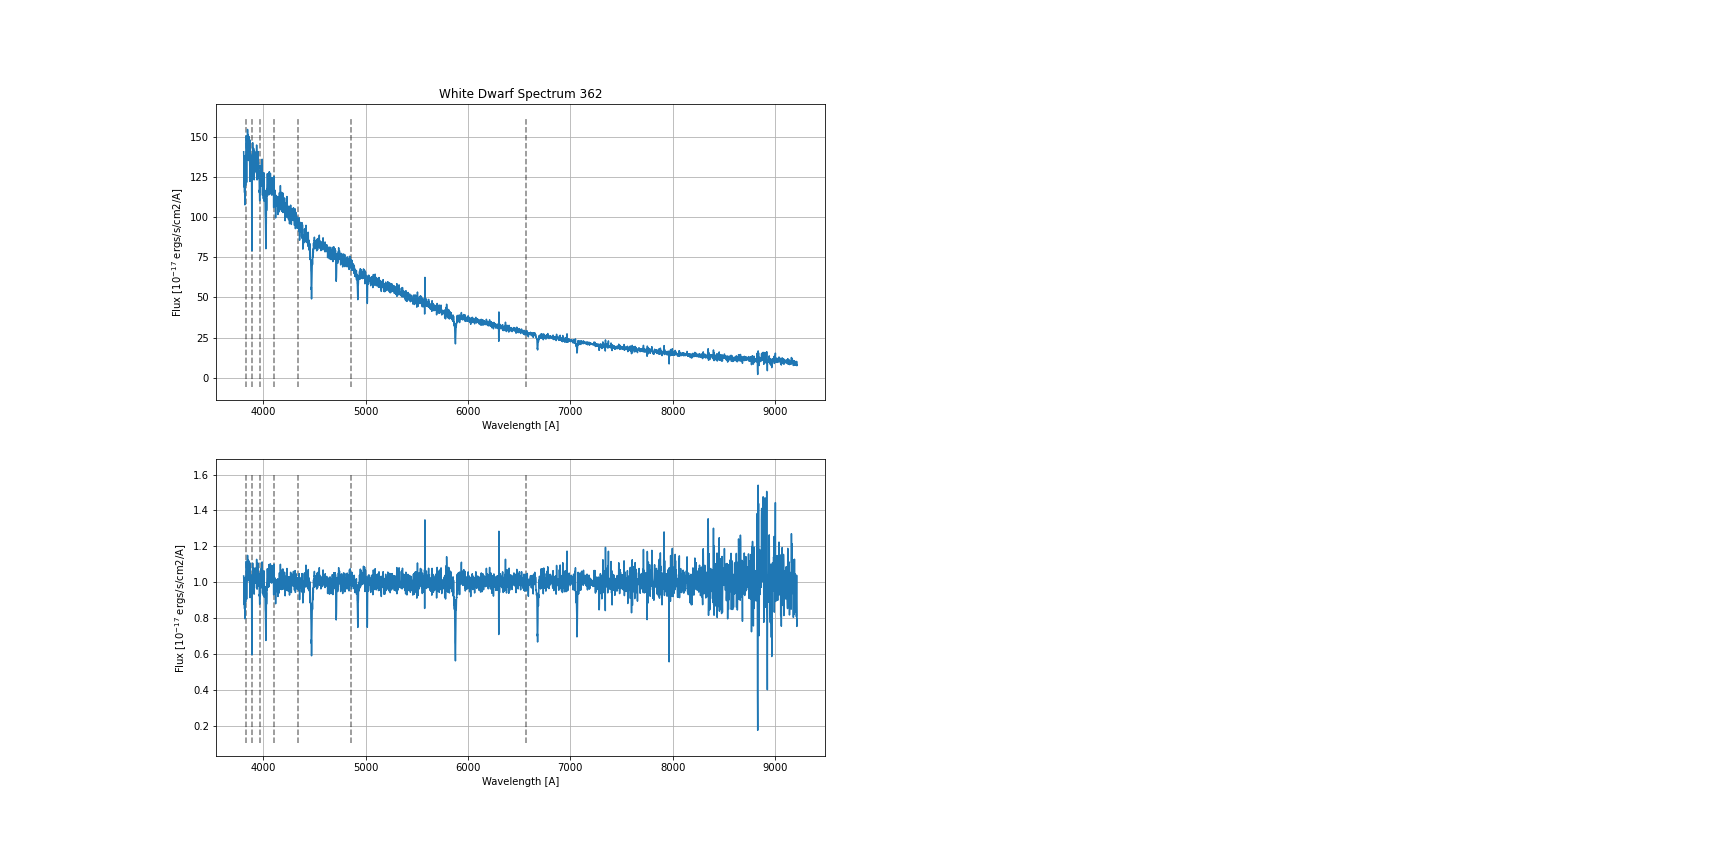 White Dwarf Spectrum 362
Flux [10⁻¹⁷ ergs/s/cm2/A]
150
125
100
75
50
25
0
4000 5000 6000 7000 8000 9000
Wavelength [A]
Flux [10⁻¹⁷ ergs/s/cm2/A]
1.6
1.4
1.2
1.0
0.8
0.6
0.4
0.2
4000 5000 6000 7000 8000 9000
Wavelength [A]